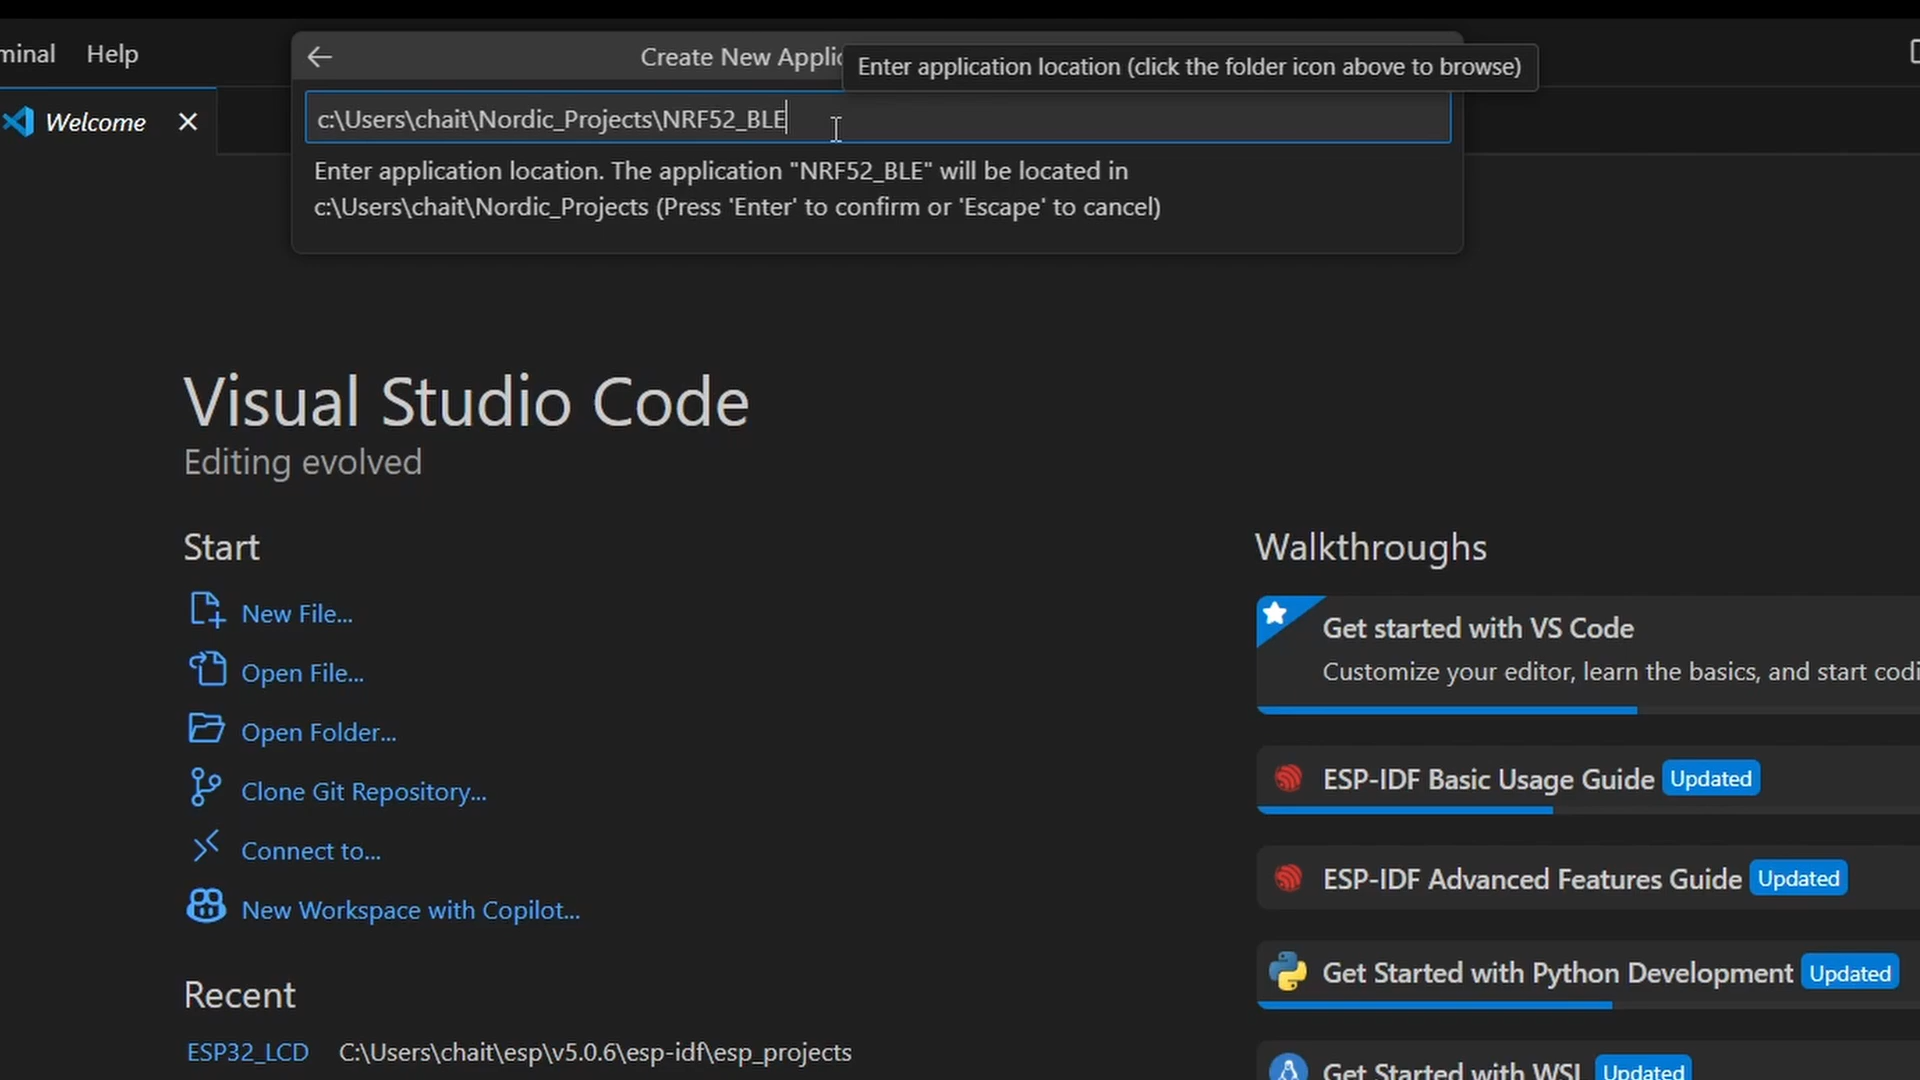 Help
Create New
Enter application location (click the folder icon above to browse)
Welcome
c:\Users\chait\Nordic_Projects\NRF52_BLE
Enter application location. The application "NRF52_BLE" will be located in
c:\Users\chait\Nordic_Projects (Press 'Enter' to confirm or 'Escape' to cancel)
Visual Studio Code
Editing evolved
Start
New File...
Open File...
Open Folder...
Clone Git Repository...
Connect to...
New Workspace with Copilot...
Recent
ESP32_LCD C:\Users\chait\esp\v5.0.6\esp-idf\esp_projects
Walkthroughs
Get started with VS Code
Customize your editor, learn the basics, and start
ESP-IDF Basic Usage Guide Updated
ESP-IDF Advanced Features Guide Updated
Get Started with Python Development Updated
Get Started with WSL Updated